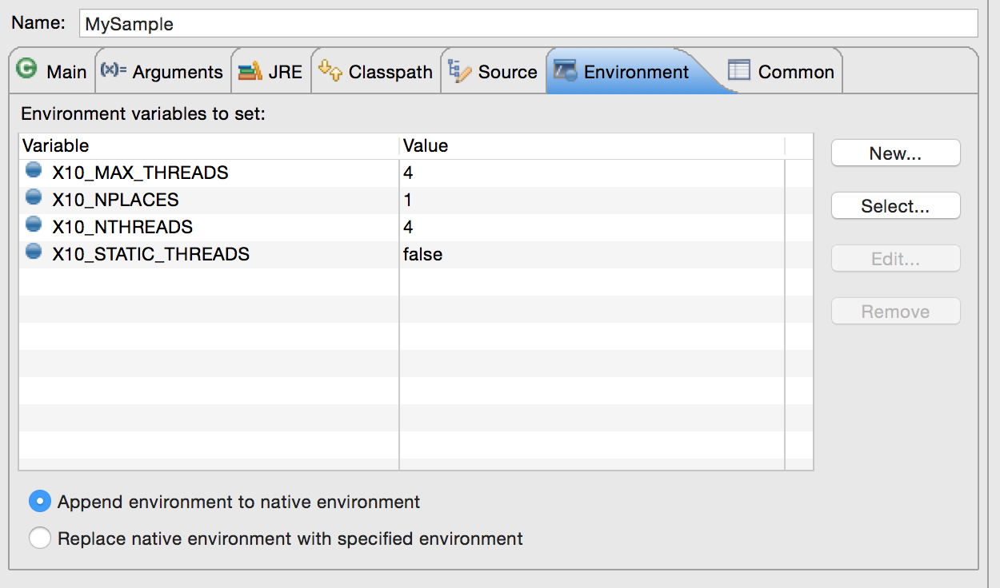 Name: MySample
Main (x)= Arguments JRE Classpath Source Environment Common
Environment variables to set:
Variable Value
X10_MAX_THREADS 4
X10_NPLACES 1
X10_NTHREADS 4
X10_STATIC_THREADS false
New...
Select...
Edit...
Remove
Append environment to native environment
Replace native environment with specified environment